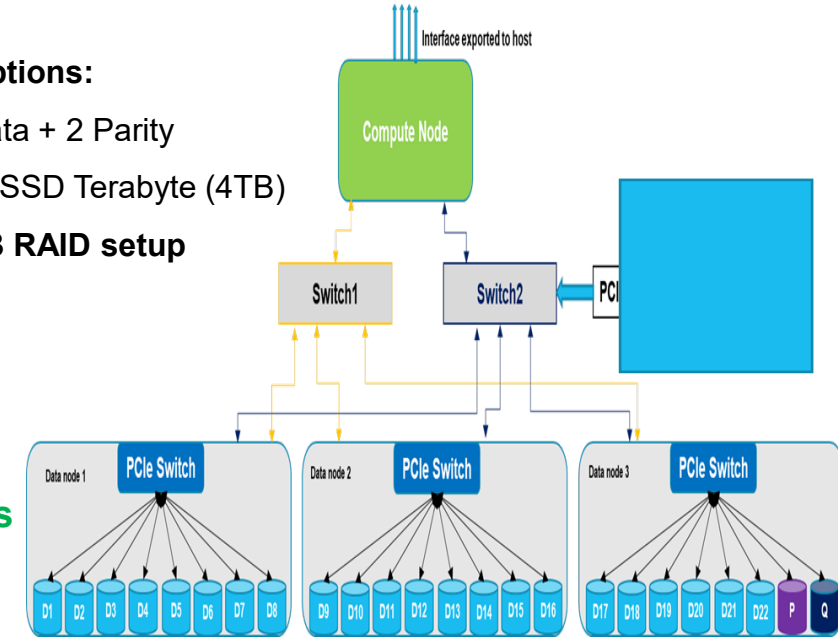 Interface exported to host
ptions:
ata + 2 Parity
SSD Terabyte (4TB)
B RAID setup
Compute Node
Switch1
Switch2
PCI
s
Data node 1
PCIe Switch
Data node 2
PCIe Switch
Data node 3
PCIe Switch
D1 D2 D3 D4 D5 D6 D7 D8
D9 D10 D11 D12 D13 D14 D15 D16
D17 D18 D19 D20 D21 D22 P Q